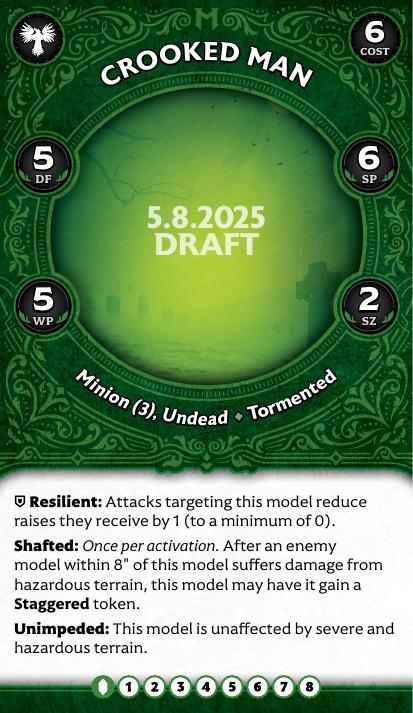 6
COST
CROOKED MAN
5
DF
6
SP
5.8.2025
DRAFT
5
WP
2
SZ
Minion (3), Undead ♦ Tormented
Resilient: Attacks targeting this model reduce
raises they receive by 1 (to a minimum of 0).
Shafted: Once per activation. After an enemy
model within 8" of this model suffers damage from
hazardous terrain, this model may have it gain a
Staggered token.
Unimpeded: This model is unaffected by severe and
hazardous terrain.
1 2 3 4 5 6 7 8